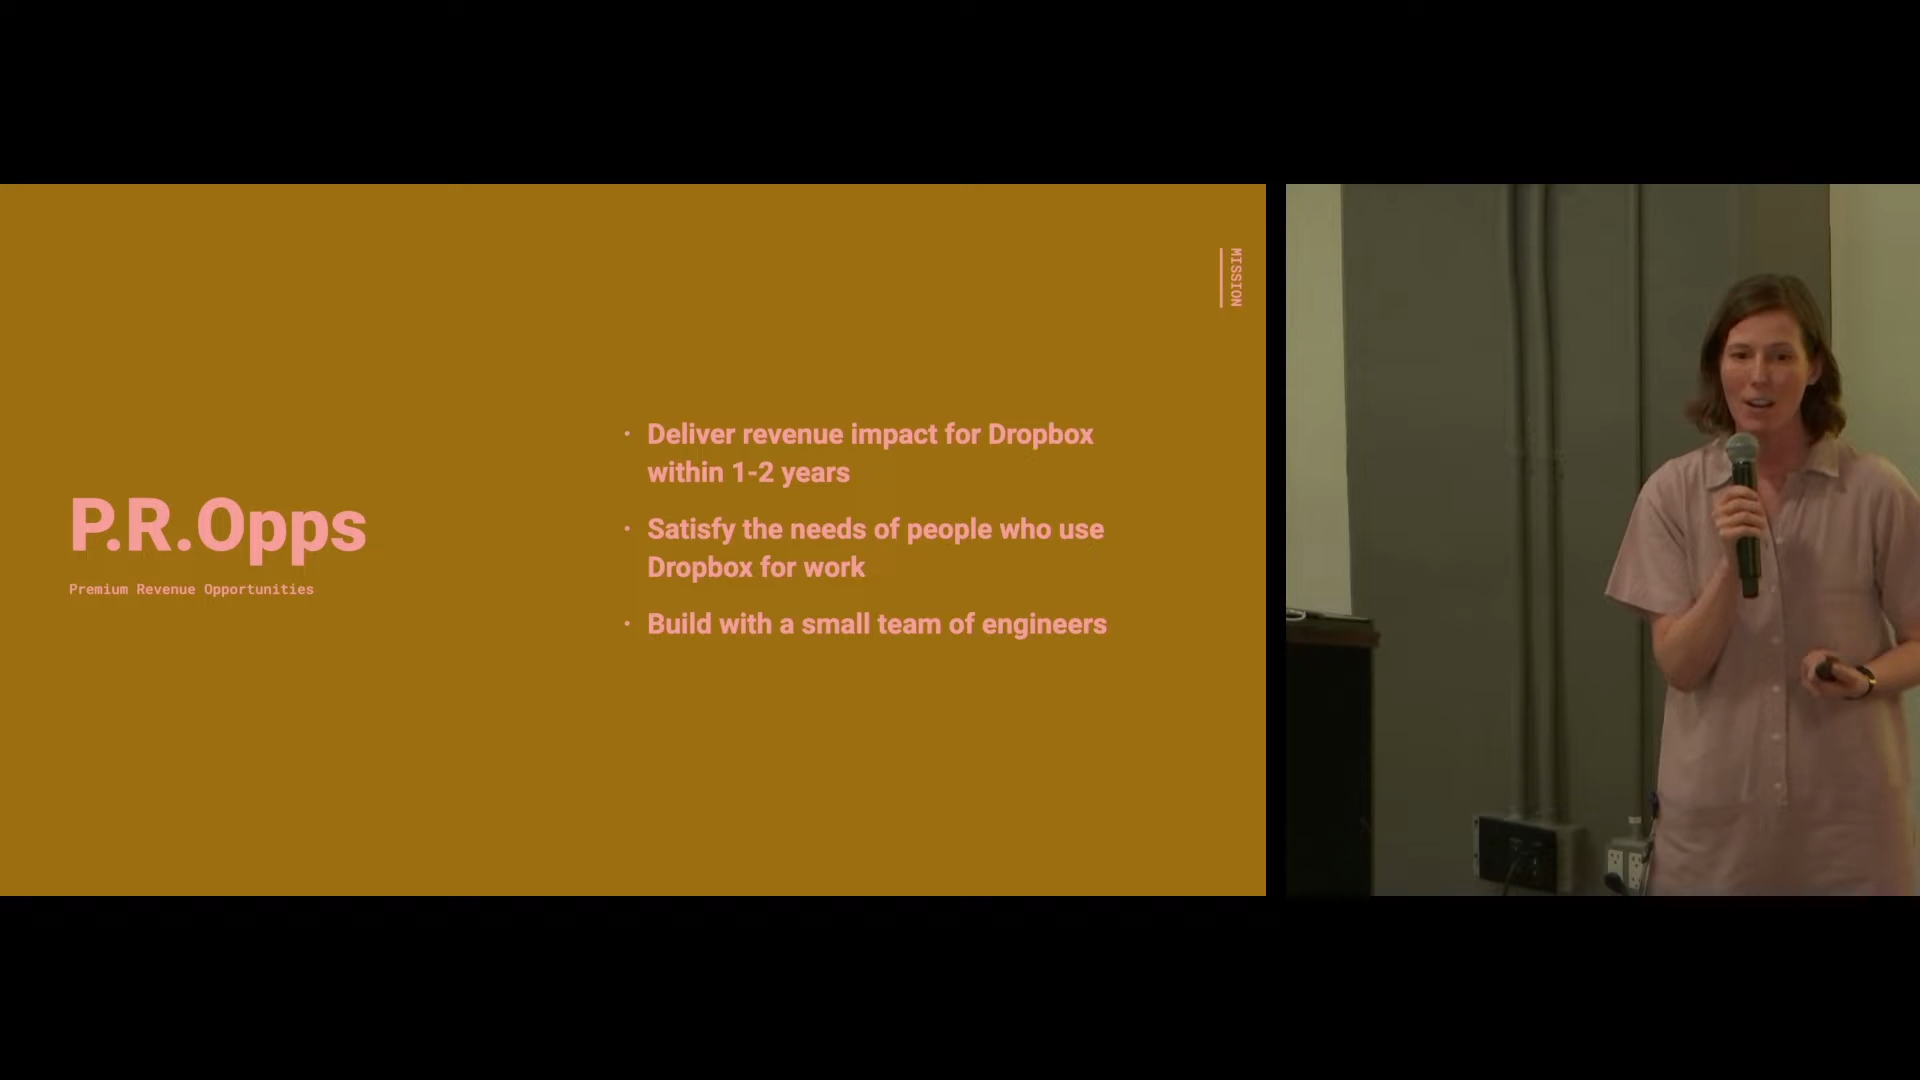 MISSION
P.R.Opps
Premium Revenue Opportunities
· Deliver revenue impact for Dropbox
within 1-2 years
· Satisfy the needs of people who use
Dropbox for work
· Build with a small team of engineers